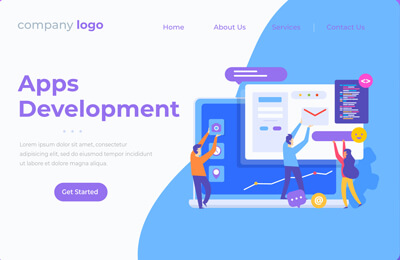 company logo
Home
About Us
Services
Contact Us
Apps
Development
Lorem ipsum dolor sit amet, consectetur
adipiscing elit, sed do eiusmod tempor incididunt
ut labore et dolore magna aliqua.
Get Started
@